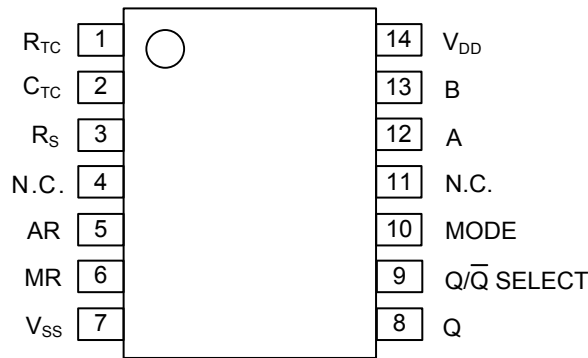 R_TC 1 14 V_DD
C_TC 2 13 B
R_S 3 12 A
N.C. 4 11 N.C.
AR 5 10 MODE
MR 6 9 Q/Q̅ SELECT
V_SS 7 8 Q